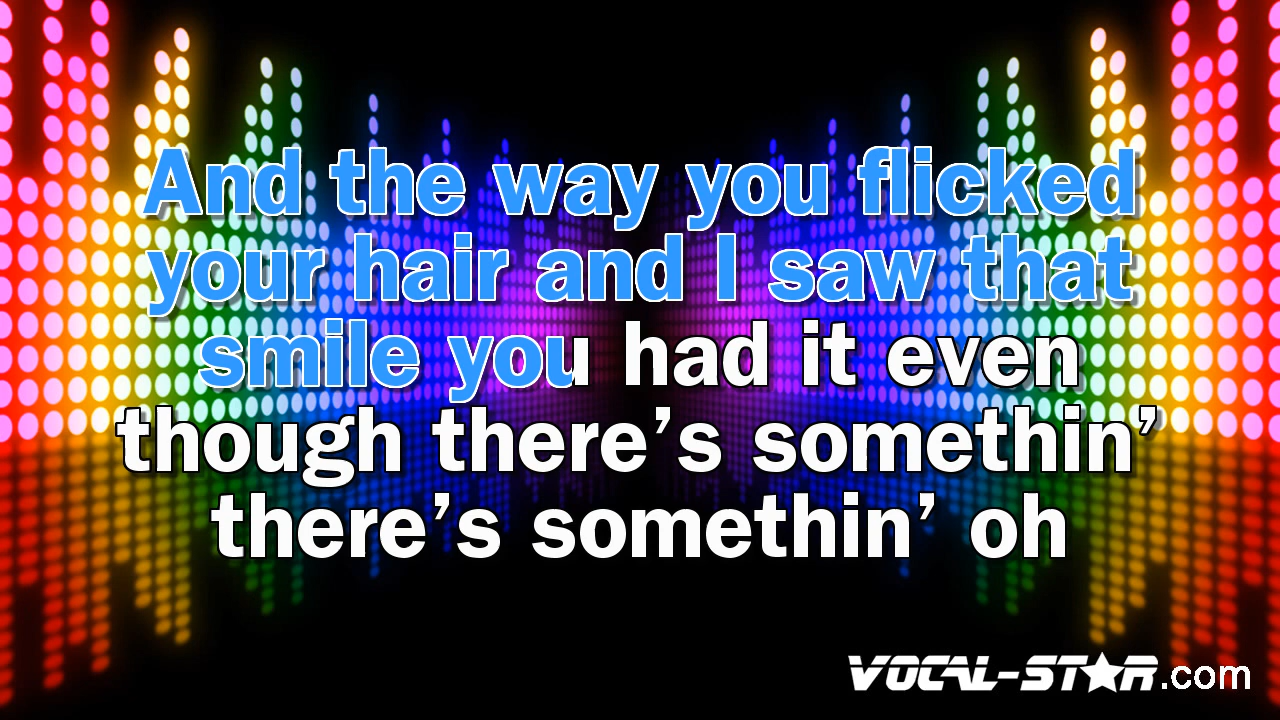 And the way you flicked
your hair and I saw that
smile you had it even
though there’s somethin’
there’s somethin’ oh
VOCAL-STAR.com